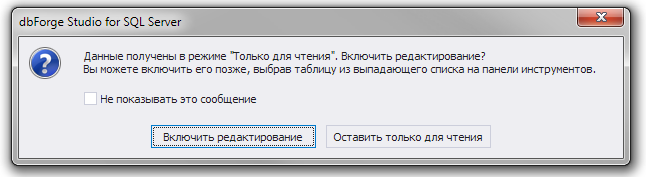 dbForge Studio for SQL Server
Данные получены в режиме "Только для чтения". Включить редактирование?
Вы можете включить его позже, выбрав таблицу из выпадающего списка на панели инструментов.
Не показывать это сообщение
Включить редактирование
Оставить только для чтения